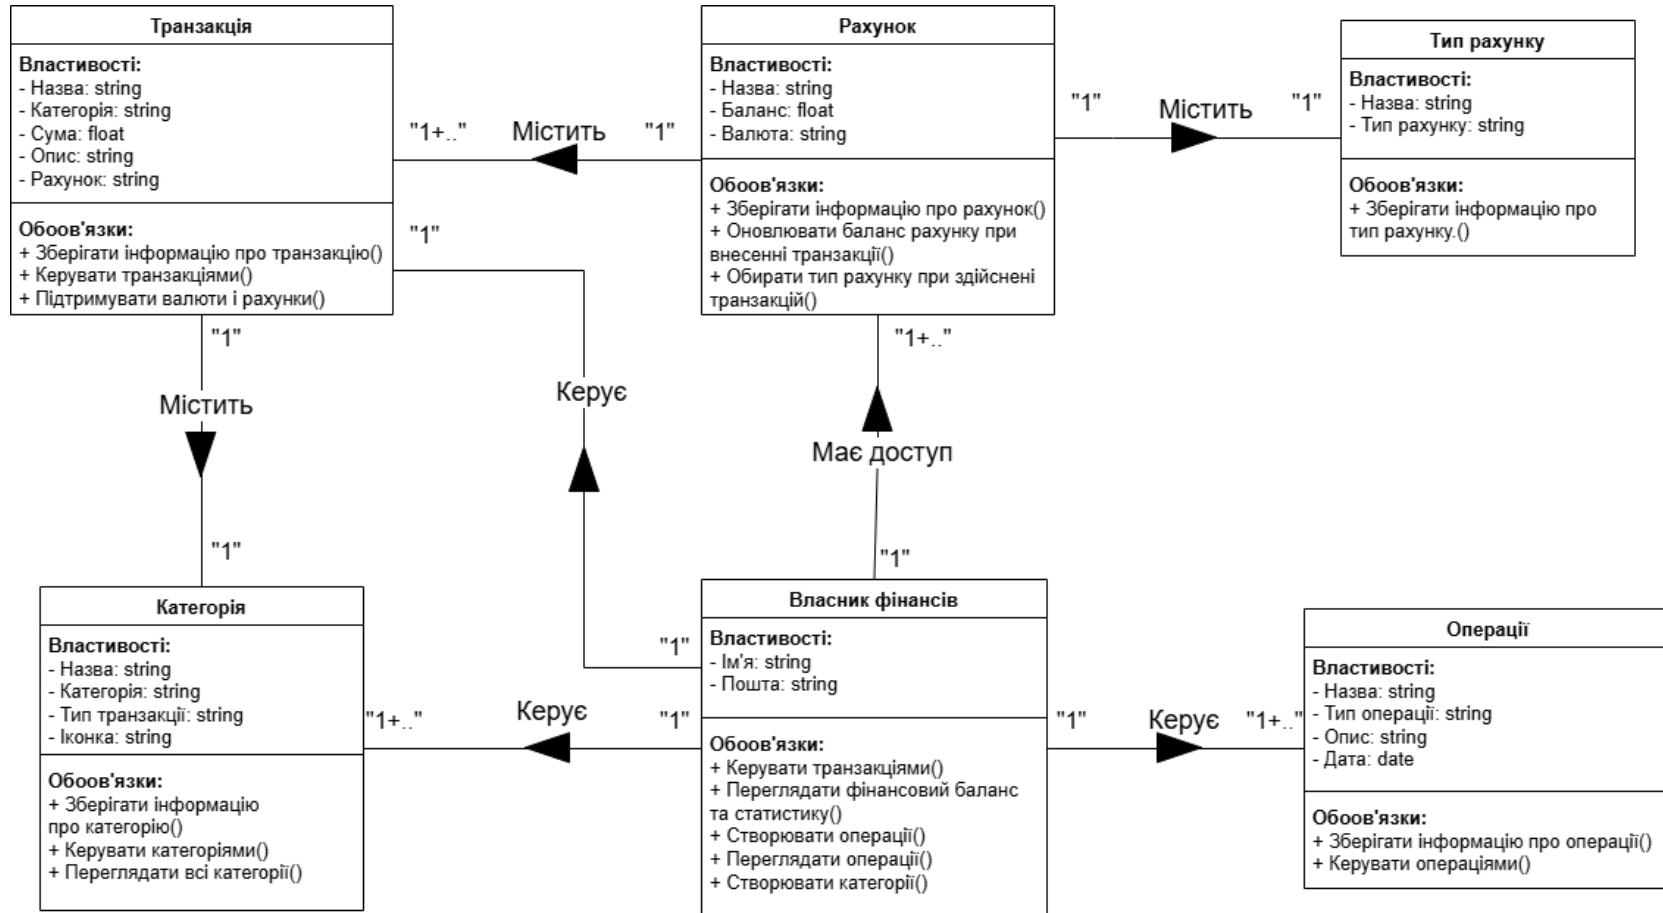 Транзакція
Властивості:
- Назва: string
- Категорія: string
- Сума: float
- Опис: string
- Рахунок: string
Обоов'язки:
+ Зберігати інформацію про транзакцію()
+ Керувати транзакціями()
+ Підтримувати валюти і рахунки()
"1+.."
Містить
"1"
Рахунок
Властивості:
- Назва: string
- Баланс: float
- Валюта: string
Обоов'язки:
+ Зберігати інформацію про рахунок()
+ Оновлювати баланс рахунку при
внесенні транзакції()
+ Обирати тип рахунку при здійснені
транзакцій()
"1"
Містить
"1"
Тип рахунку
Властивості:
- Назва: string
- Тип рахунку: string
Обоов'язки:
+ Зберігати інформацію про
тип рахунку.()
"1"
"1"
Містить
"1"
Керує
"1"
"1+.."
Має доступ
"1"
Категорія
Властивості:
- Назва: string
- Категорія: string
- Тип транзакції: string
- Іконка: string
Обоов'язки:
+ Зберігати інформацію
про категорію()
+ Керувати категоріями()
+ Переглядати всі категорії()
"1+.."
Керує
"1"
Власник фінансів
Властивості:
- Ім'я: string
- Пошта: string
Обоов'язки:
+ Керувати транзакціями()
+ Переглядати фінансовий баланс
та статистику()
+ Створювати операції()
+ Переглядати операції()
+ Створювати категорії()
"1"
Керує
"1+.."
Операції
Властивості:
- Назва: string
- Тип операції: string
- Опис: string
- Дата: date
Обоов'язки:
+ Зберігати інформацію про операції()
+ Керувати операціями()